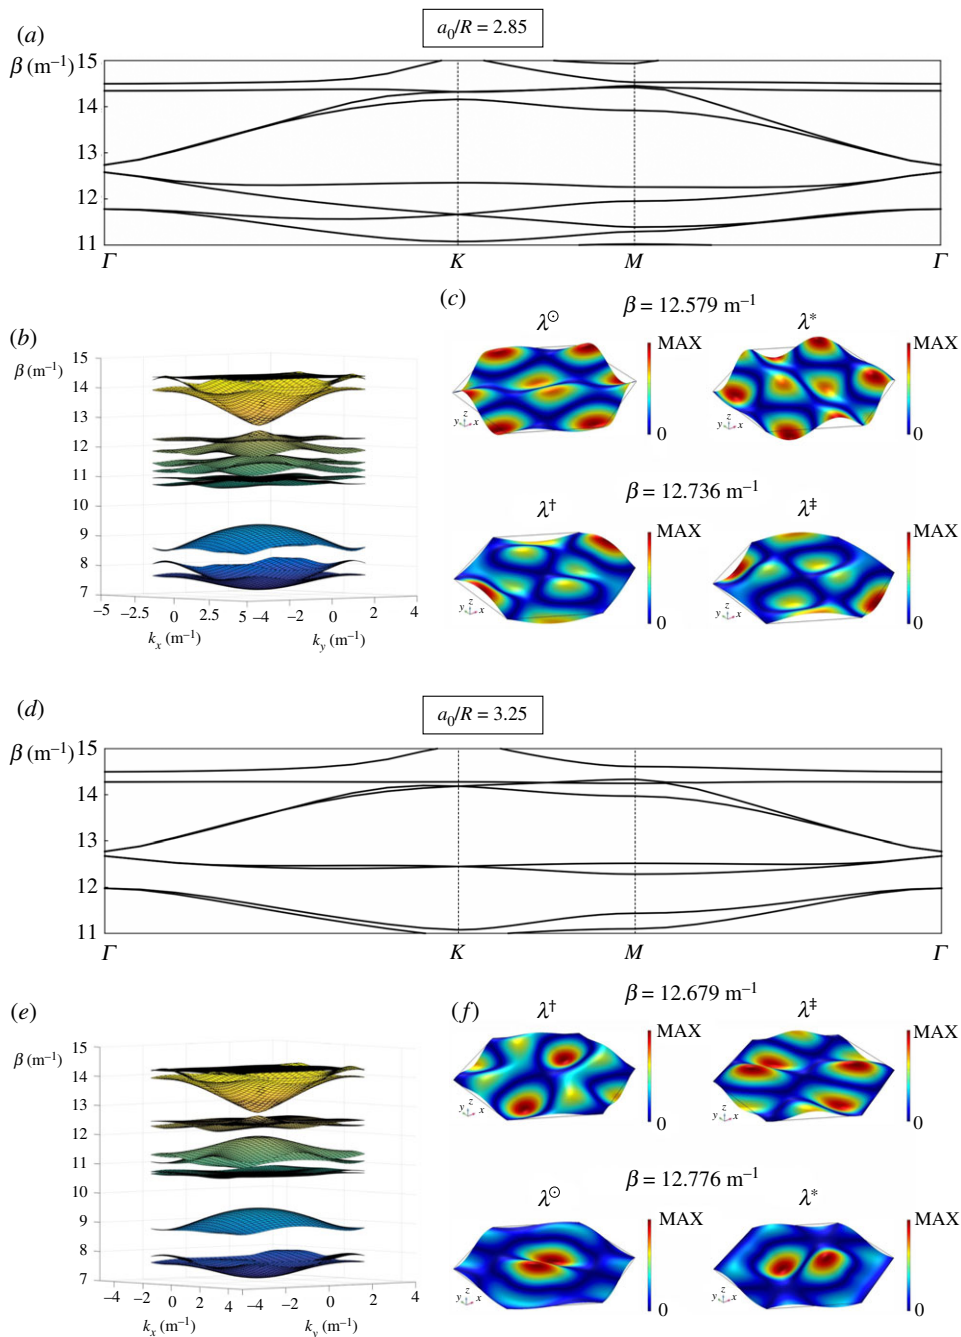 (a)
a₀/R = 2.85
β (m⁻¹)
15
14
13
12
11
Γ K M Γ
(b)
β (m⁻¹)
15
14
13
12
11
10
9
8
7
−5 −2.5 0 2.5 5 −4 −2 0 2 4
kₓ (m⁻¹) k_y (m⁻¹)
(c)
β = 12.579 m⁻¹
λ^⊙ λ*
MAX MAX
z z
y x y x
0 0
β = 12.736 m⁻¹
λ† λ‡
MAX MAX
z z
y x y x
0 0
(d)
a₀/R = 3.25
β (m⁻¹)
15
14
13
12
11
Γ K M Γ
(e)
β (m⁻¹)
15
14
13
12
11
10
9
8
7
−4 −2 0 2 4 −4 −2 0 2 4
kₓ (m⁻¹) k_y (m⁻¹)
(f)
β = 12.679 m⁻¹
λ† λ‡
MAX MAX
z z
y x y x
0 0
β = 12.776 m⁻¹
λ^⊙ λ*
MAX MAX
z z
y x y x
0 0